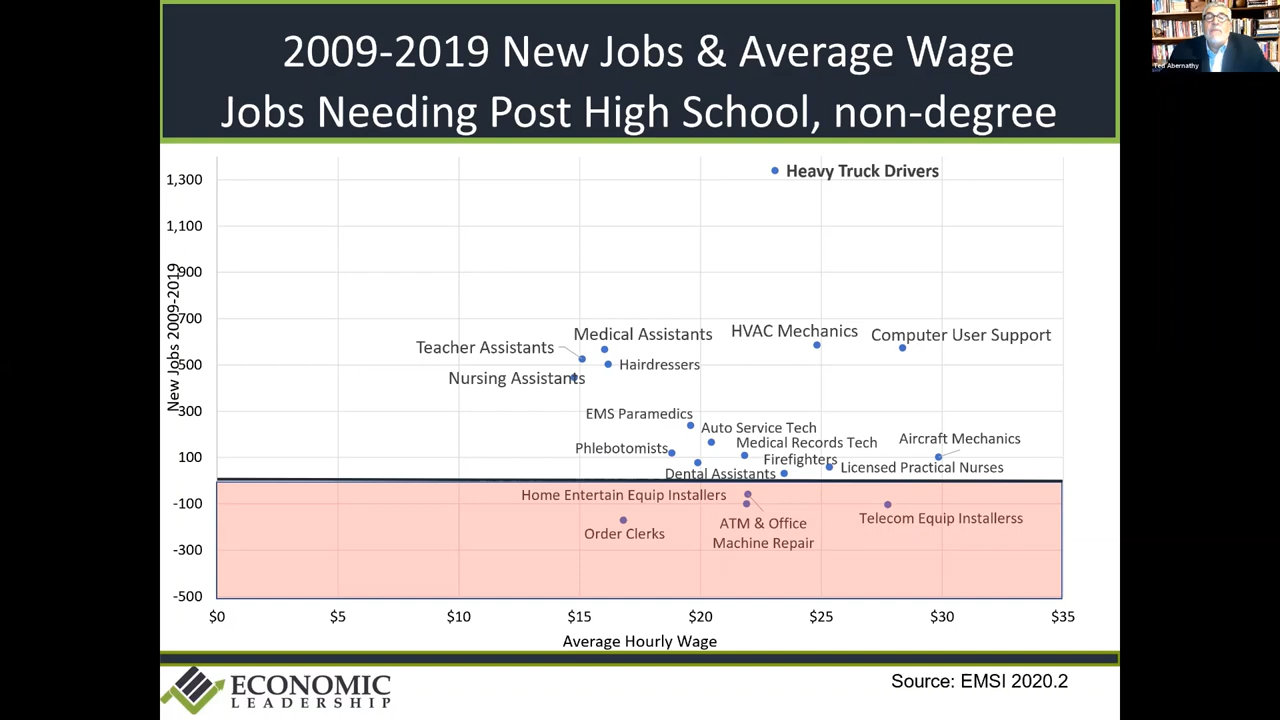 2009-2019 New Jobs & Average Wage
Jobs Needing Post High School, non-degree
Ted Abernathy
New Jobs 2009-2019
1,300
1,100
900
700
500
300
100
-100
-300
-500
Heavy Truck Drivers
HVAC Mechanics
Medical Assistants
Computer User Support
Teacher Assistants
Hairdressers
Nursing Assistants
EMS Paramedics
Auto Service Tech
Aircraft Mechanics
Medical Records Tech
Phlebotomists
Firefighters
Licensed Practical Nurses
Dental Assistants
Home Entertain Equip Installers
Telecom Equip Installerss
ATM & Office
Machine Repair
Order Clerks
$0 $5 $10 $15 $20 $25 $30 $35
Average Hourly Wage
ECONOMIC
LEADERSHIP
Source: EMSI 2020.2